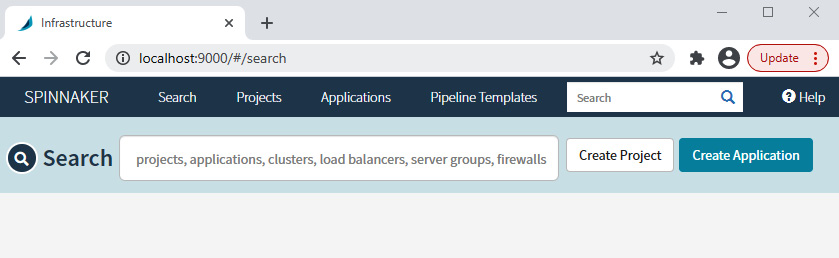 Infrastructure
localhost:9000/#/search
Update
SPINNAKER Search Projects Applications Pipeline Templates Search Help
Search projects, applications, clusters, load balancers, server groups, firewalls Create Project Create Application